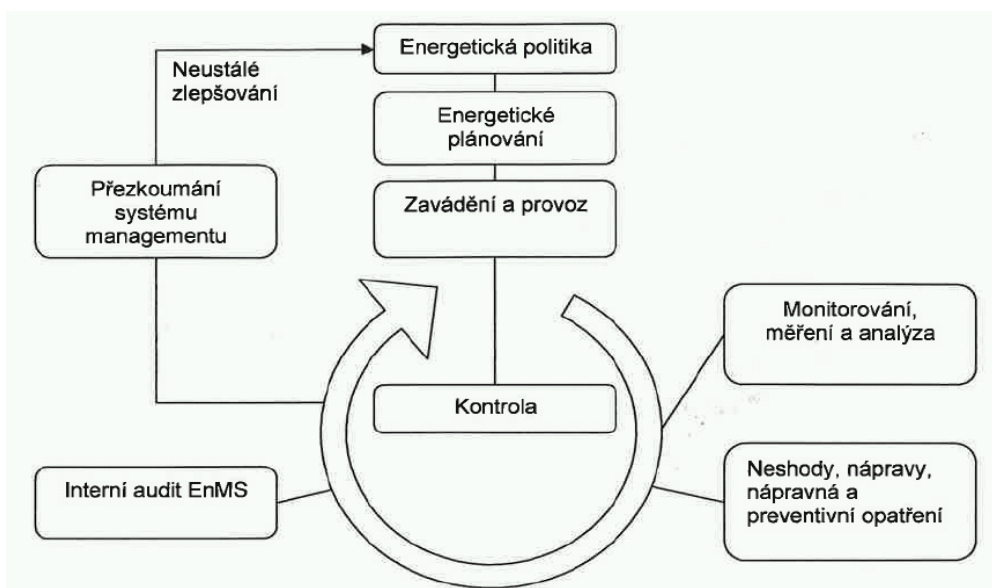 Energetická politika
Neustálé
zlepšování
Energetické
plánování
Přezkoumání
systému
managementu
Zavádění a provoz
Monitorování,
měření a analýza
Kontrola
Interní audit EnMS
Neshody, nápravy,
nápravná a
preventivní opatření